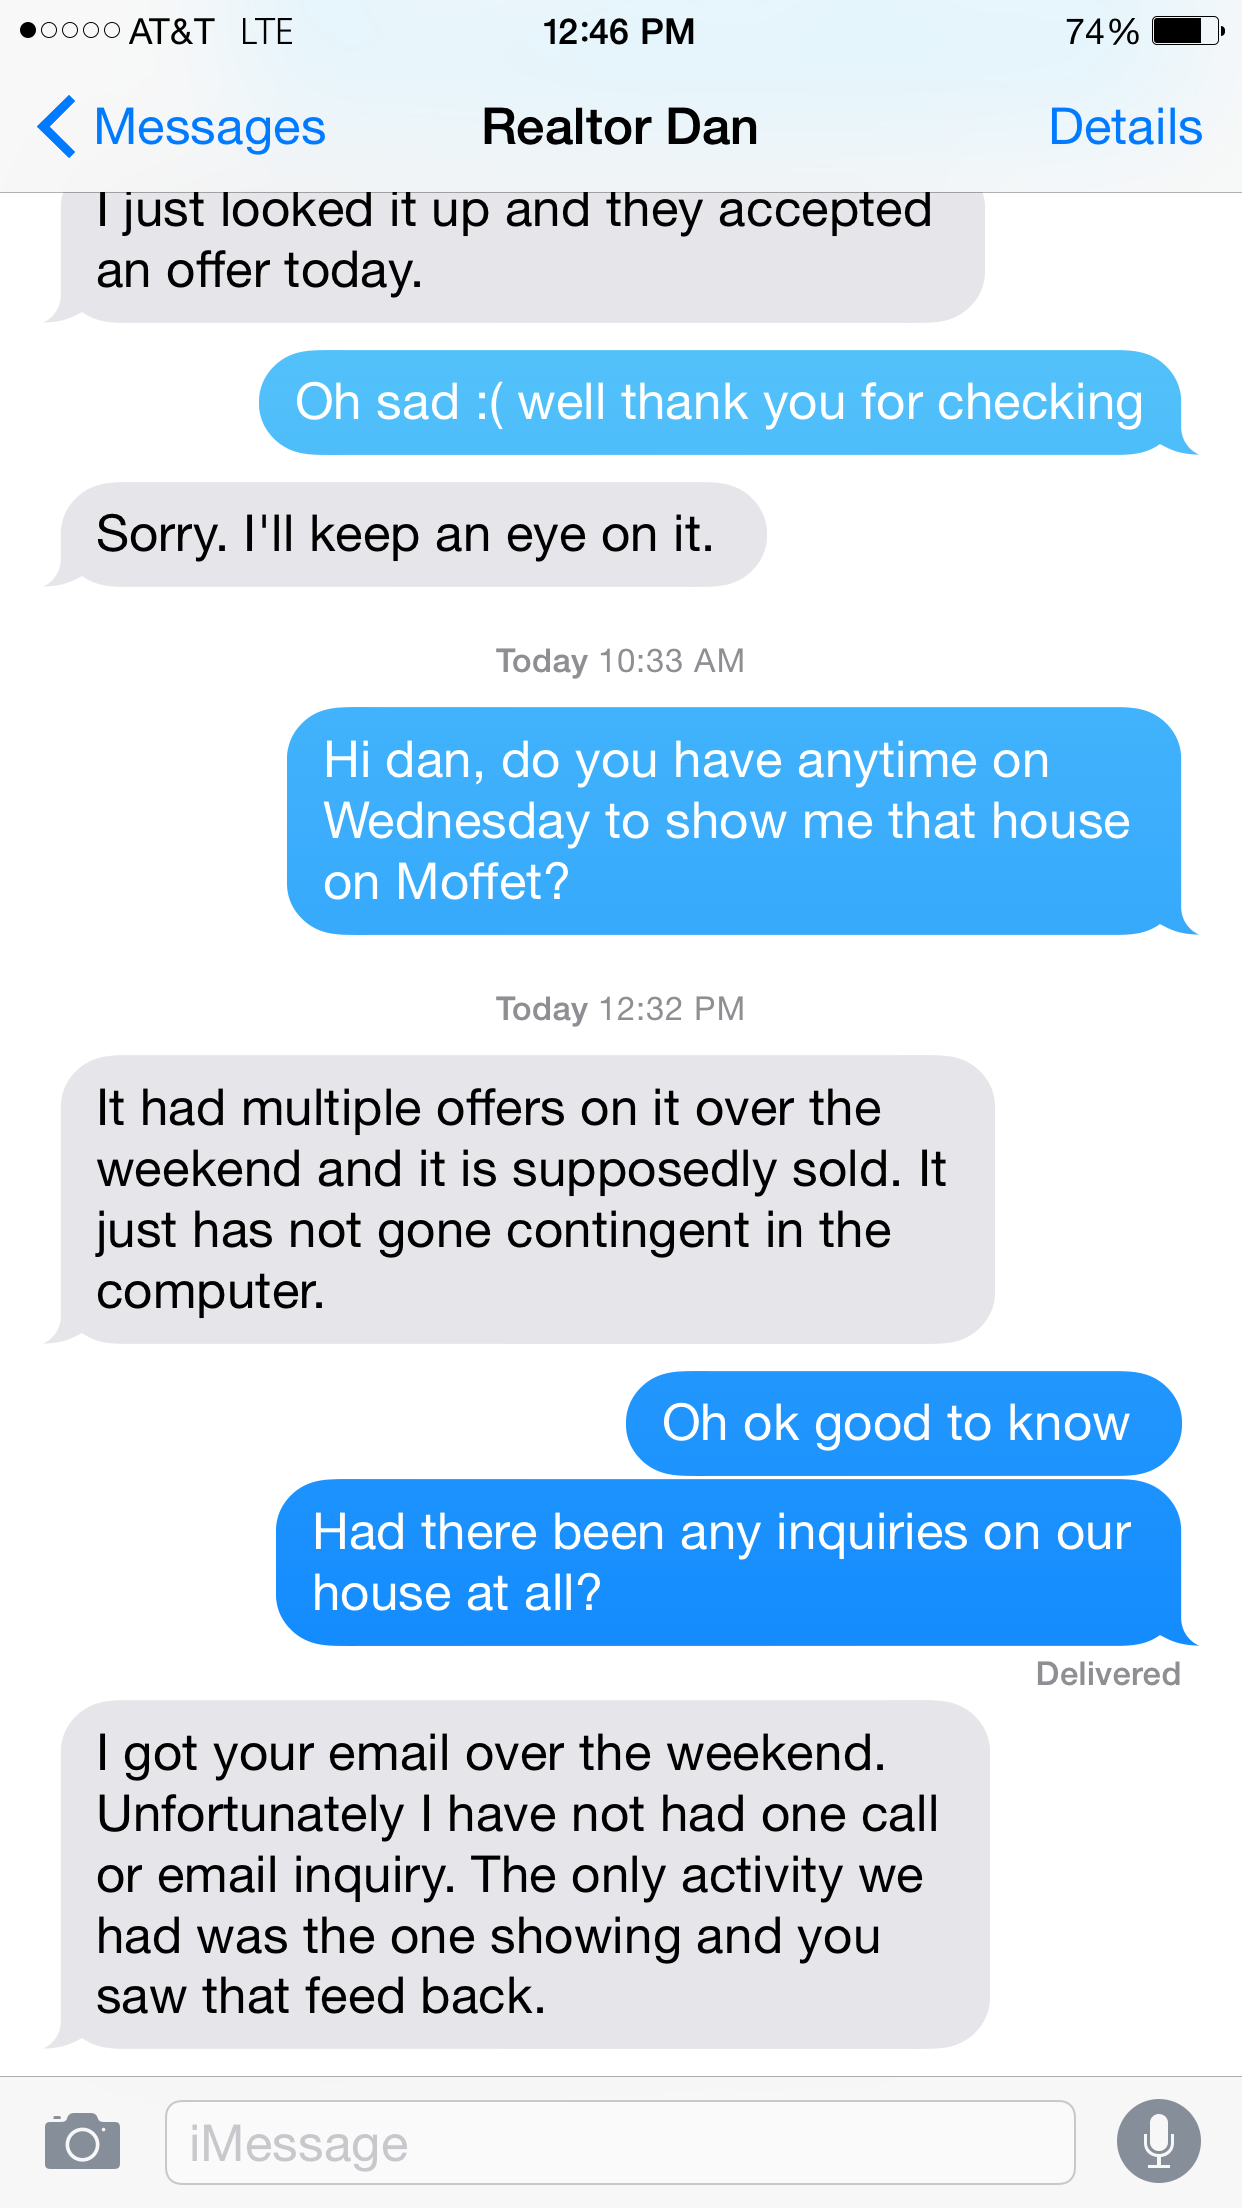 AT&T LTE 12:46 PM 74%
Messages Realtor Dan Details
I just looked it up and they accepted
an offer today.
Oh sad :( well thank you for checking
Sorry. I'll keep an eye on it.
Today 10:33 AM
Hi dan, do you have anytime on
Wednesday to show me that house
on Moffet?
Today 12:32 PM
It had multiple offers on it over the
weekend and it is supposedly sold. It
just has not gone contingent in the
computer.
Oh ok good to know
Had there been any inquiries on our
house at all?
Delivered
I got your email over the weekend.
Unfortunately I have not had one call
or email inquiry. The only activity we
had was the one showing and you
saw that feed back.
iMessage